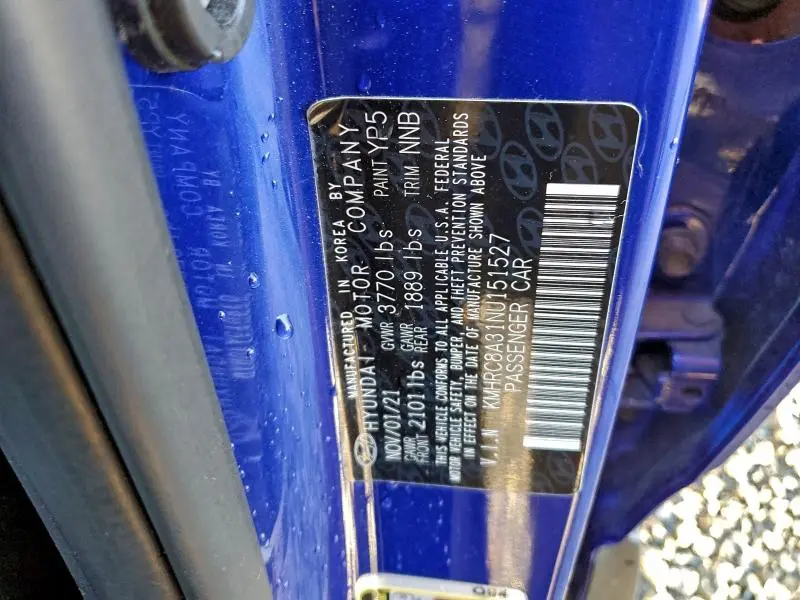 MANUFACTURED IN KOREA BY
HYUNDAI MOTOR COMPANY
NOV/01/21 GVWR 3770 lbs PAINT YP5
GAWR FRONT 2101 lbs GAWR REAR 1889 lbs TRIM NNB
THIS VEHICLE CONFORMS TO ALL APPLICABLE U.S.A. FEDERAL
MOTOR VEHICLE SAFETY, BUMPER, AND THEFT PREVENTION STANDARDS
IN EFFECT ON THE DATE OF MANUFACTURE SHOWN ABOVE
V.I.N KMHRC8A31NU151527
PASSENGER CAR